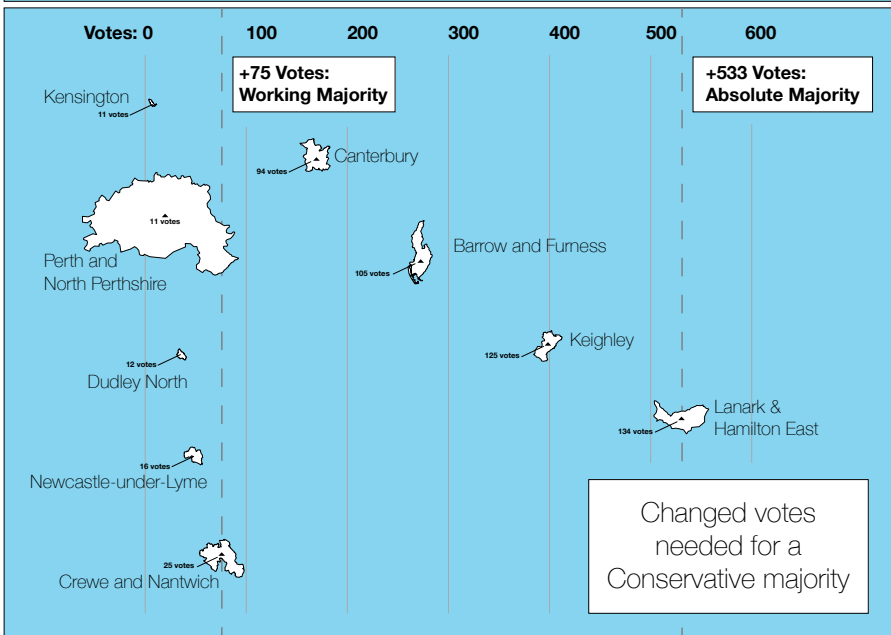 Votes: 0 100 200 300 400 500 600
+75 Votes:
Working Majority
+533 Votes:
Absolute Majority
Kensington
11 votes
Canterbury
94 votes
11 votes
Perth and
North Perthshire
Barrow and Furness
105 votes
Keighley
125 votes
12 votes
Dudley North
Lanark &
Hamilton East
134 votes
16 votes
Newcastle-under-Lyme
25 votes
Crewe and Nantwich
Changed votes
needed for a
Conservative majority